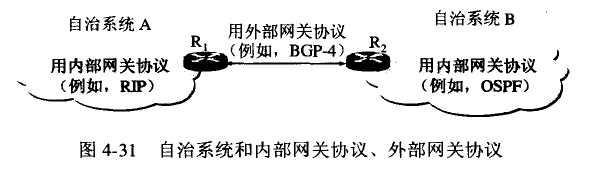 自治系统 A
自治系统 B
用外部网关协议
（例如，BGP-4）
R1
R2
用内部网关协议
（例如，RIP）
用内部网关协议
（例如，OSPF）
图 4-31 自治系统和内部网关协议、外部网关协议